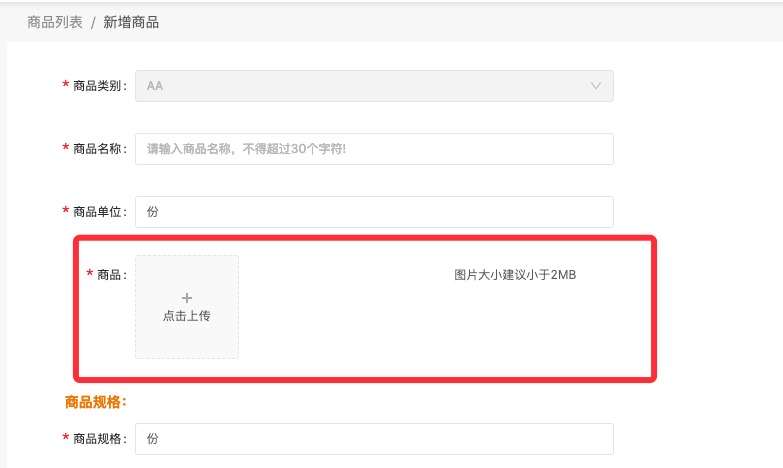 商品列表 / 新增商品
* 商品类别： AA
* 商品名称： 请输入商品名称，不得超过30个字符!
* 商品单位： 份
* 商品： 图片大小建议小于2MB
+
点击上传
商品规格：
* 商品规格： 份